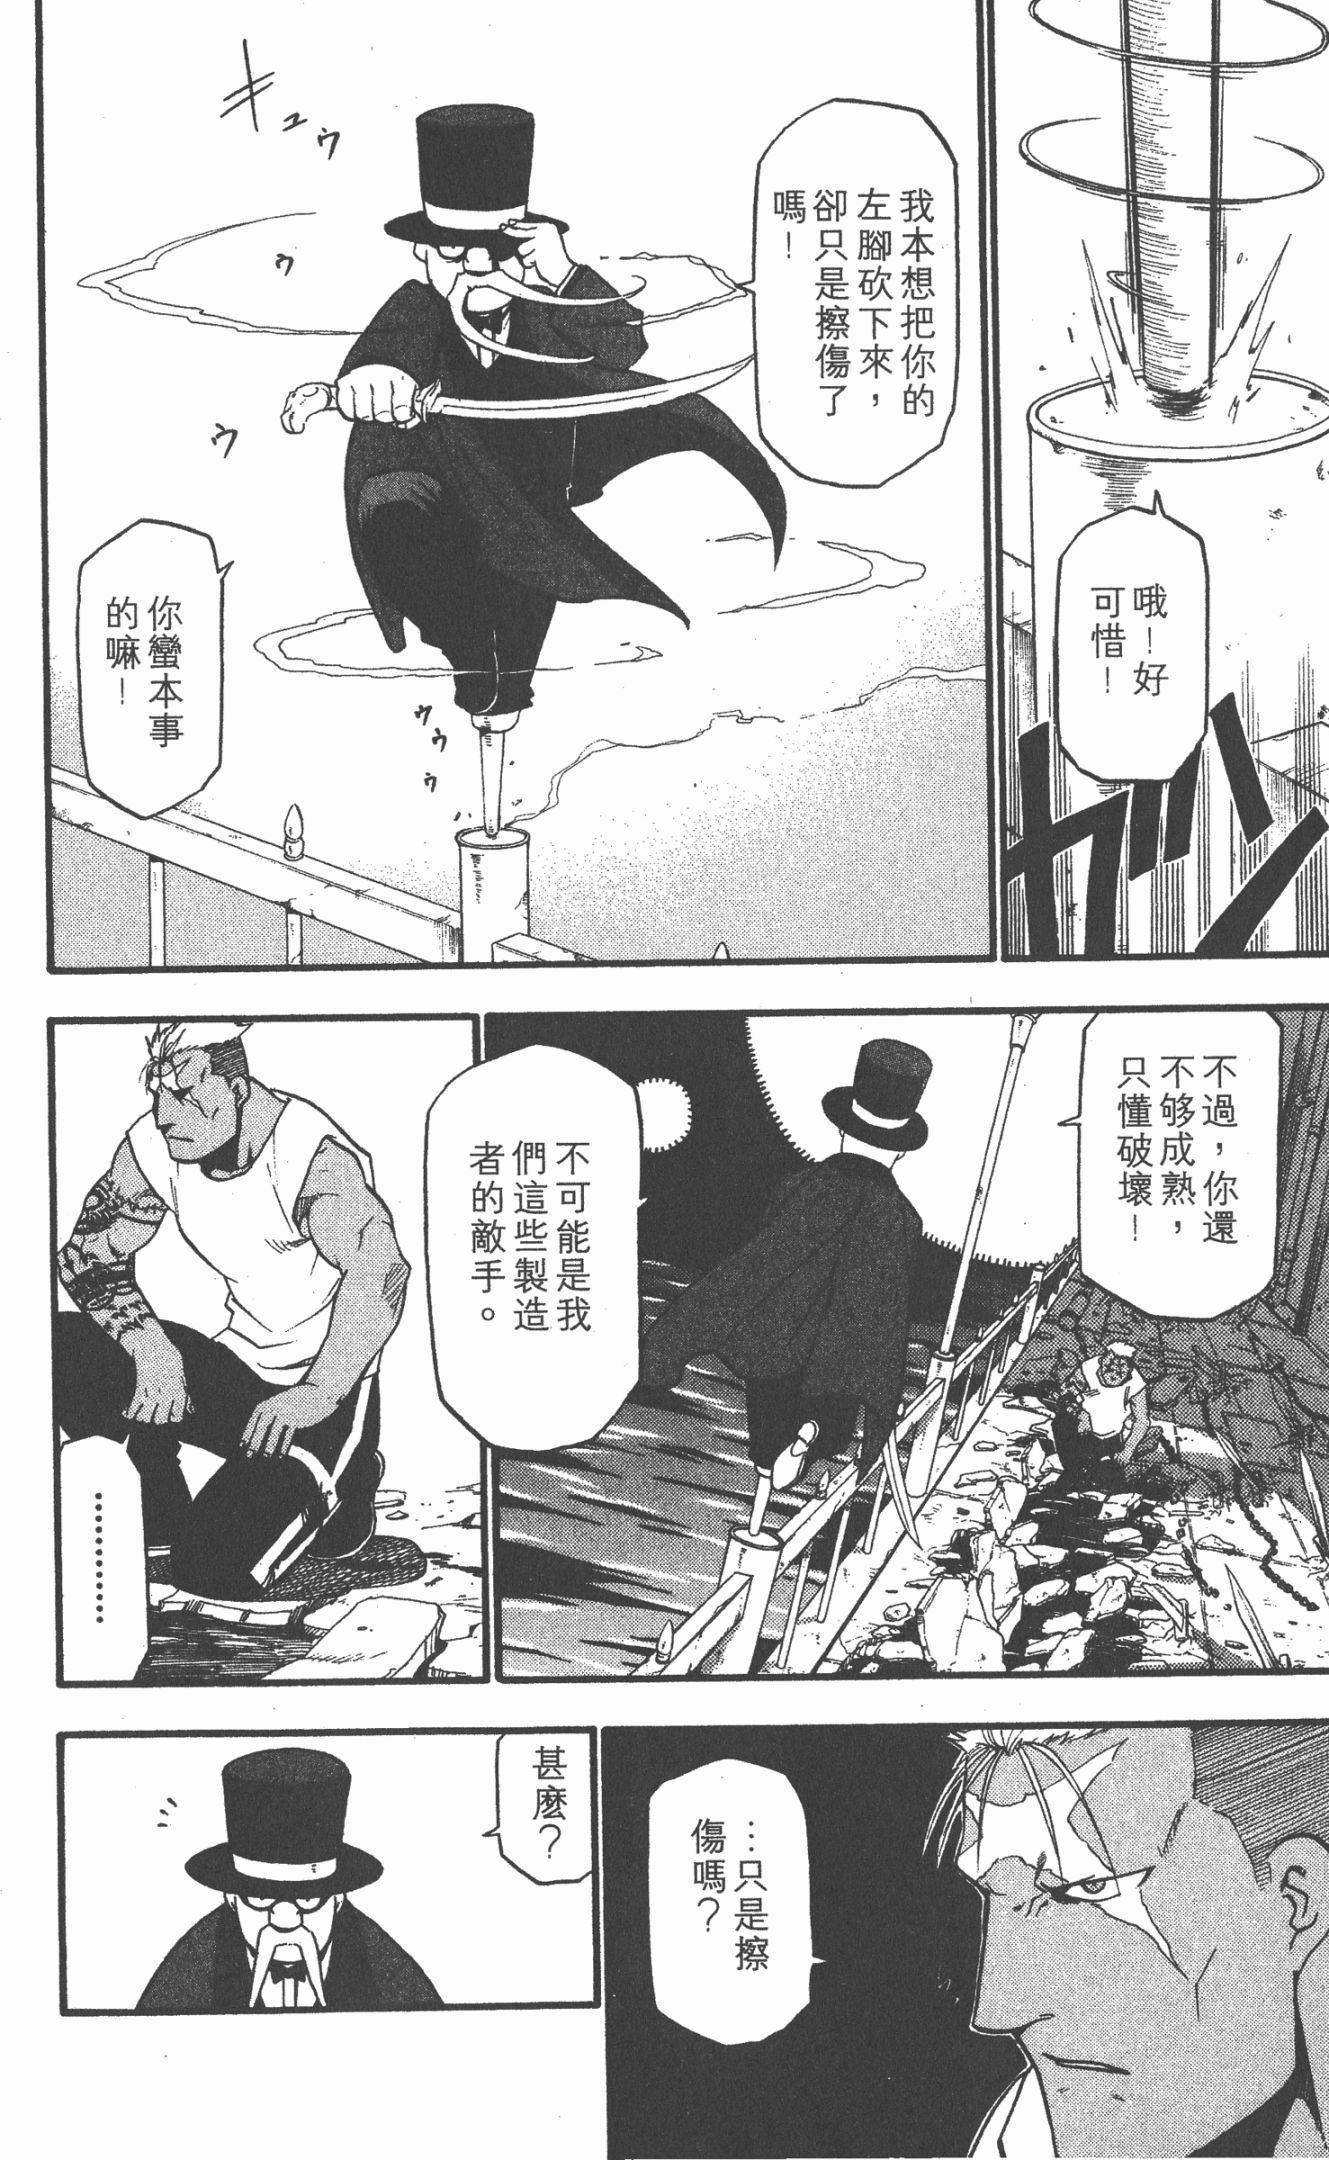 哦！好
可惜！
ガガン
我本想把你的
左腳砍下來，
卻只是擦傷了
嗎！
キュウ
ウ
ウ
ウウ
ウ
你蠻本事
的嘛！
不過，你還
不够成熟，
只懂破壞！
不可能是我
們這些製造
者的敵手。
…………
…只是擦
傷嗎？
甚麼？